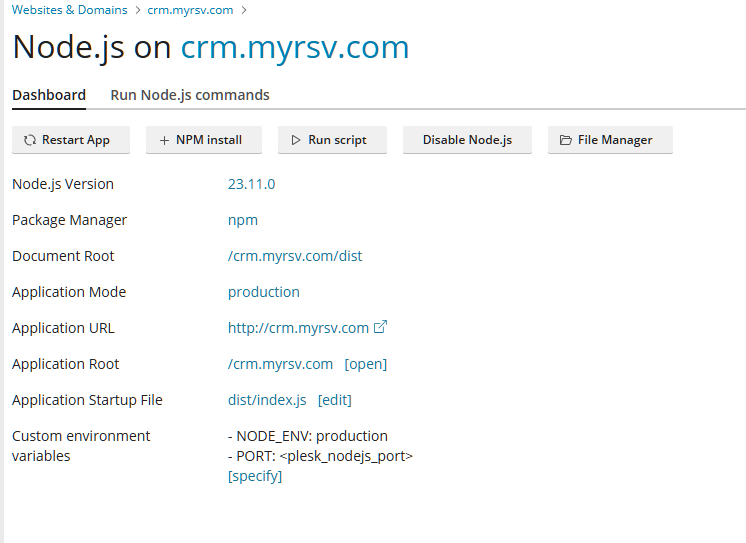 Websites & Domains > crm.myrsv.com >
Node.js on crm.myrsv.com
Dashboard Run Node.js commands
Restart App + NPM install Run script Disable Node.js File Manager
Node.js Version 23.11.0
Package Manager npm
Document Root /crm.myrsv.com/dist
Application Mode production
Application URL http://crm.myrsv.com
Application Root /crm.myrsv.com [open]
Application Startup File dist/index.js [edit]
Custom environment variables - NODE_ENV: production
- PORT: <plesk_nodejs_port>
[specify]